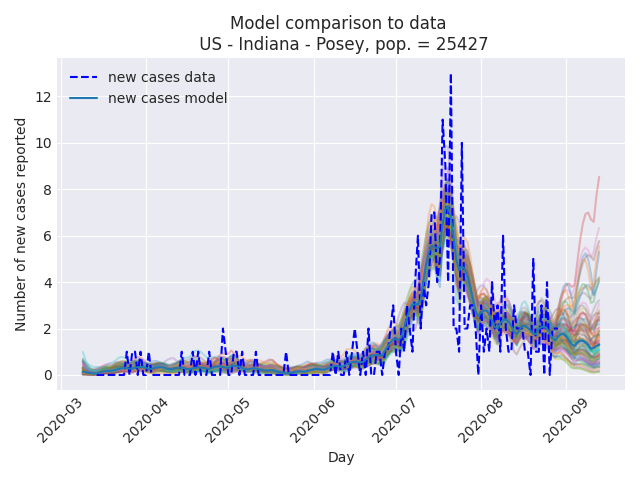 Model comparison to data
US - Indiana - Posey, pop. = 25427
new cases data
new cases model
Number of new cases reported
12
10
8
6
4
2
0
2020-03
2020-04
2020-05
2020-06
2020-07
2020-08
2020-09
Day